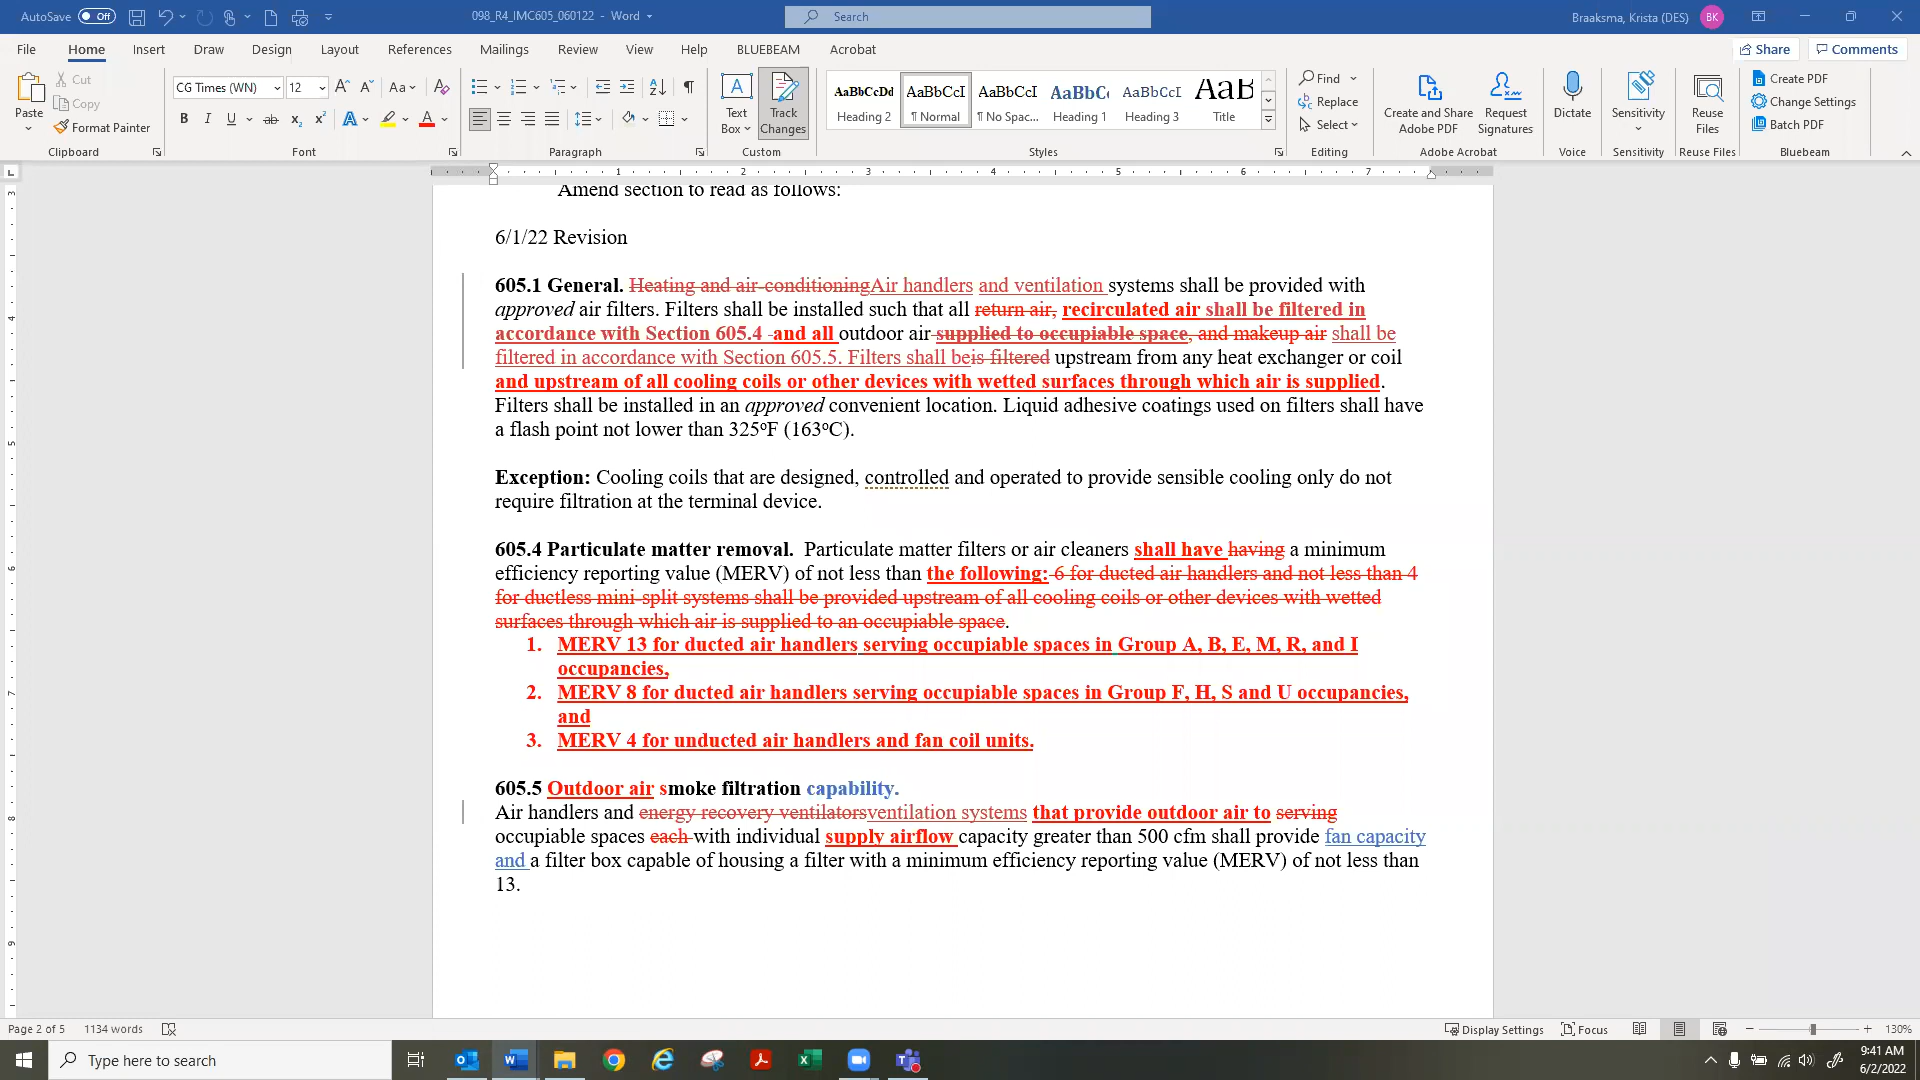 AutoSave Off 098_R4_IMC605_060122 - Word Search Braaksma, Krista (DES) BK
File Home Insert Draw Design Layout References Mailings Review View Help BLUEBEAM Acrobat Share Comments
Paste Cut Copy Format Painter Clipboard
CG Times (WN) 12 Font
Paragraph
Text Box Track Changes Custom
AaBbCcDd Heading 2 AaBbCcI ¶ Normal AaBbCcI ¶ No Spac... AaBbC Heading 1 AaBbCcI Heading 3 AaB Title Styles
Find Replace Select Editing
Create and Share Adobe PDF Request Signatures Adobe Acrobat
Dictate Voice
Sensitivity Sensitivity
Reuse Files Reuse Files
Create PDF Change Settings Batch PDF Bluebeam
1 2 3 4 5 6 7
Amend section to read as follows:
6/1/22 Revision
605.1 General. Heating and air-conditioningAir handlers and ventilation systems shall be provided with
approved air filters. Filters shall be installed such that all return air, recirculated air shall be filtered in
accordance with Section 605.4 and all outdoor air supplied to occupiable space, and makeup air shall be
filtered in accordance with Section 605.5. Filters shall beis filtered upstream from any heat exchanger or coil
and upstream of all cooling coils or other devices with wetted surfaces through which air is supplied.
Filters shall be installed in an approved convenient location. Liquid adhesive coatings used on filters shall have
a flash point not lower than 325ºF (163ºC).
Exception: Cooling coils that are designed, controlled and operated to provide sensible cooling only do not
require filtration at the terminal device.
605.4 Particulate matter removal. Particulate matter filters or air cleaners shall have having a minimum
efficiency reporting value (MERV) of not less than the following: 6 for ducted air handlers and not less than 4
for ductless mini-split systems shall be provided upstream of all cooling coils or other devices with wetted
surfaces through which air is supplied to an occupiable space.
1. MERV 13 for ducted air handlers serving occupiable spaces in Group A, B, E, M, R, and I
occupancies,
2. MERV 8 for ducted air handlers serving occupiable spaces in Group F, H, S and U occupancies,
and
3. MERV 4 for unducted air handlers and fan coil units.
605.5 Outdoor air smoke filtration capability.
Air handlers and energy recovery ventilatorsventilation systems that provide outdoor air to serving
occupiable spaces each with individual supply airflow capacity greater than 500 cfm shall provide fan capacity
and a filter box capable of housing a filter with a minimum efficiency reporting value (MERV) of not less than
13.
Page 2 of 5 1134 words Display Settings Focus 130%
Type here to search 9:41 AM
6/2/2022